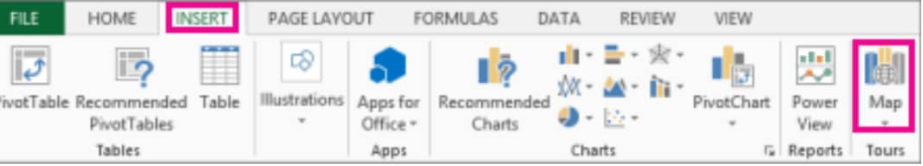 FILE HOME INSERT PAGE LAYOUT FORMULAS DATA REVIEW VIEW
ivotTable Recommended Table Illustrations Apps for Recommended PivotChart Power Map
PivotTables Office Charts View
Tables Apps Charts Reports Tours